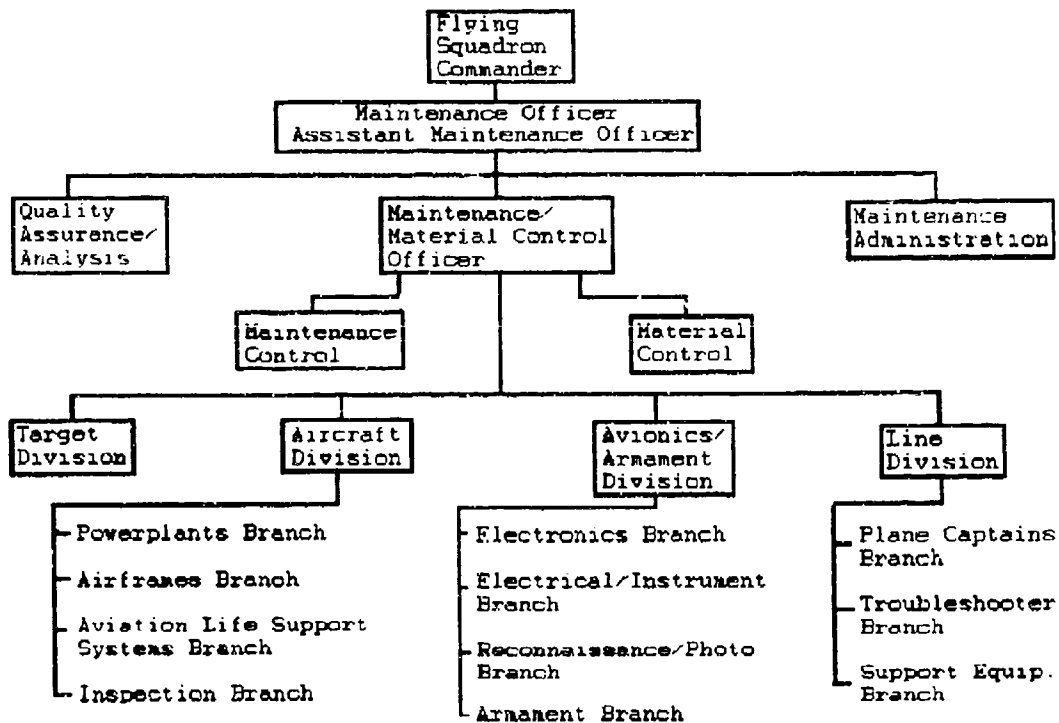 Flying
Squadron
Commander
Maintenance Officer
Assistant Maintenance Officer
Quality
Assurance/
Analysis
Maintenance/
Material Control
Officer
Maintenance
Administration
Maintenance
Control
Material
Control
Target
Division
Aircraft
Division
Avionics/
Armament
Division
Line
Division
Powerplants Branch
Airframes Branch
Aviation Life Support
Systems Branch
Inspection Branch
Electronics Branch
Electrical/Instrument
Branch
Reconnaissance/Photo
Branch
Armament Branch
Plane Captains
Branch
Troubleshooter
Branch
Support Equip.
Branch